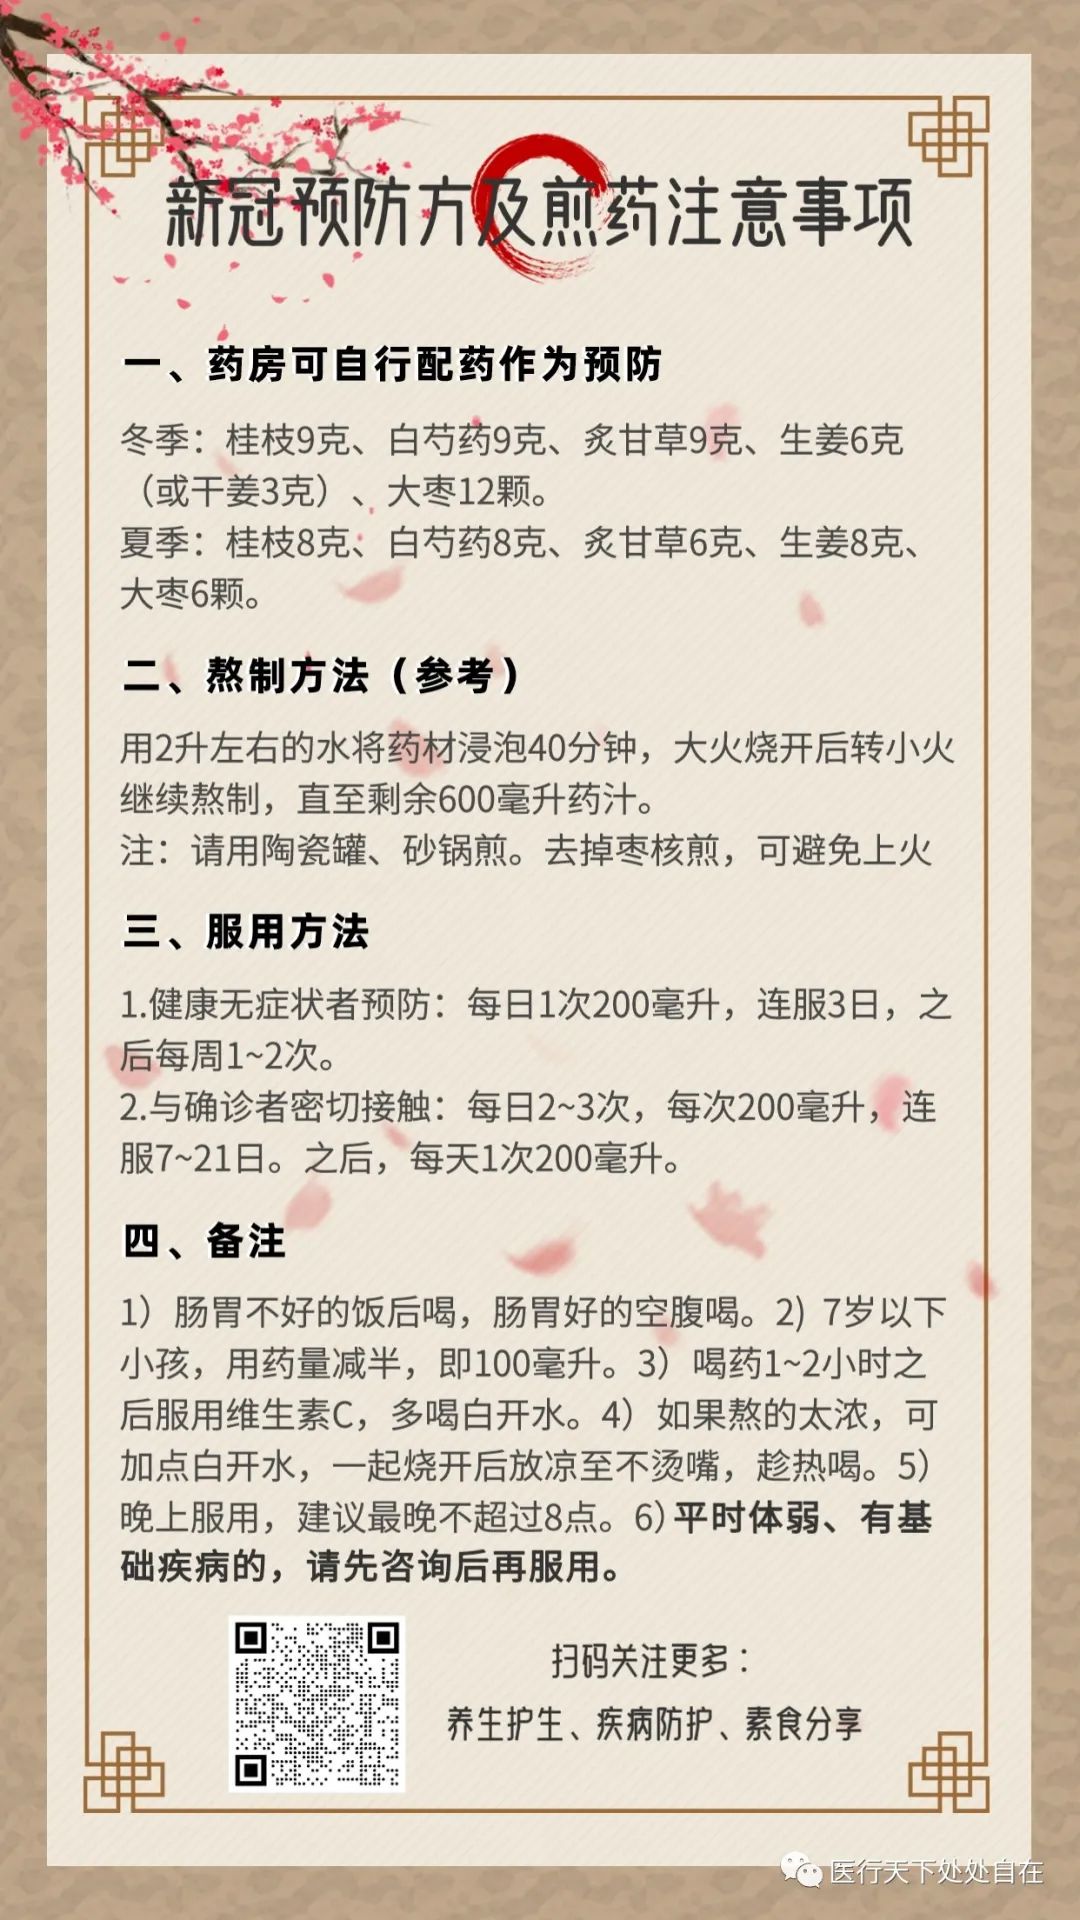 新冠预防方及煎药注意事项
一、药房可自行配药作为预防
冬季：桂枝9克、白芍药9克、炙甘草9克、生姜6克
（或干姜3克）、大枣12颗。
夏季：桂枝8克、白芍药8克、炙甘草6克、生姜8克、
大枣6颗。
二、熬制方法（参考）
用2升左右的水将药材浸泡40分钟，大火烧开后转小火
继续熬制，直至剩余600毫升药汁。
注：请用陶瓷罐、砂锅煎。去掉枣核煎，可避免上火
三、服用方法
1.健康无症状者预防：每日1次200毫升，连服3日，之
后每周1~2次。
2.与确诊者密切接触：每日2~3次，每次200毫升，连
服7~21日。之后，每天1次200毫升。
四、备注
1）肠胃不好的饭后喝，肠胃好的空腹喝。2）7岁以下
小孩，用药量减半，即100毫升。3）喝药1~2小时之
后服用维生素C，多喝白开水。4）如果熬的太浓，可
加点白开水，一起烧开后放凉至不烫嘴，趁热喝。5）
晚上服用，建议最晚不超过8点。6）平时体弱、有基
础疾病的，请先咨询后再服用。
扫码关注更多：
养生护生、疾病防护、素食分享
医行天下处处自在